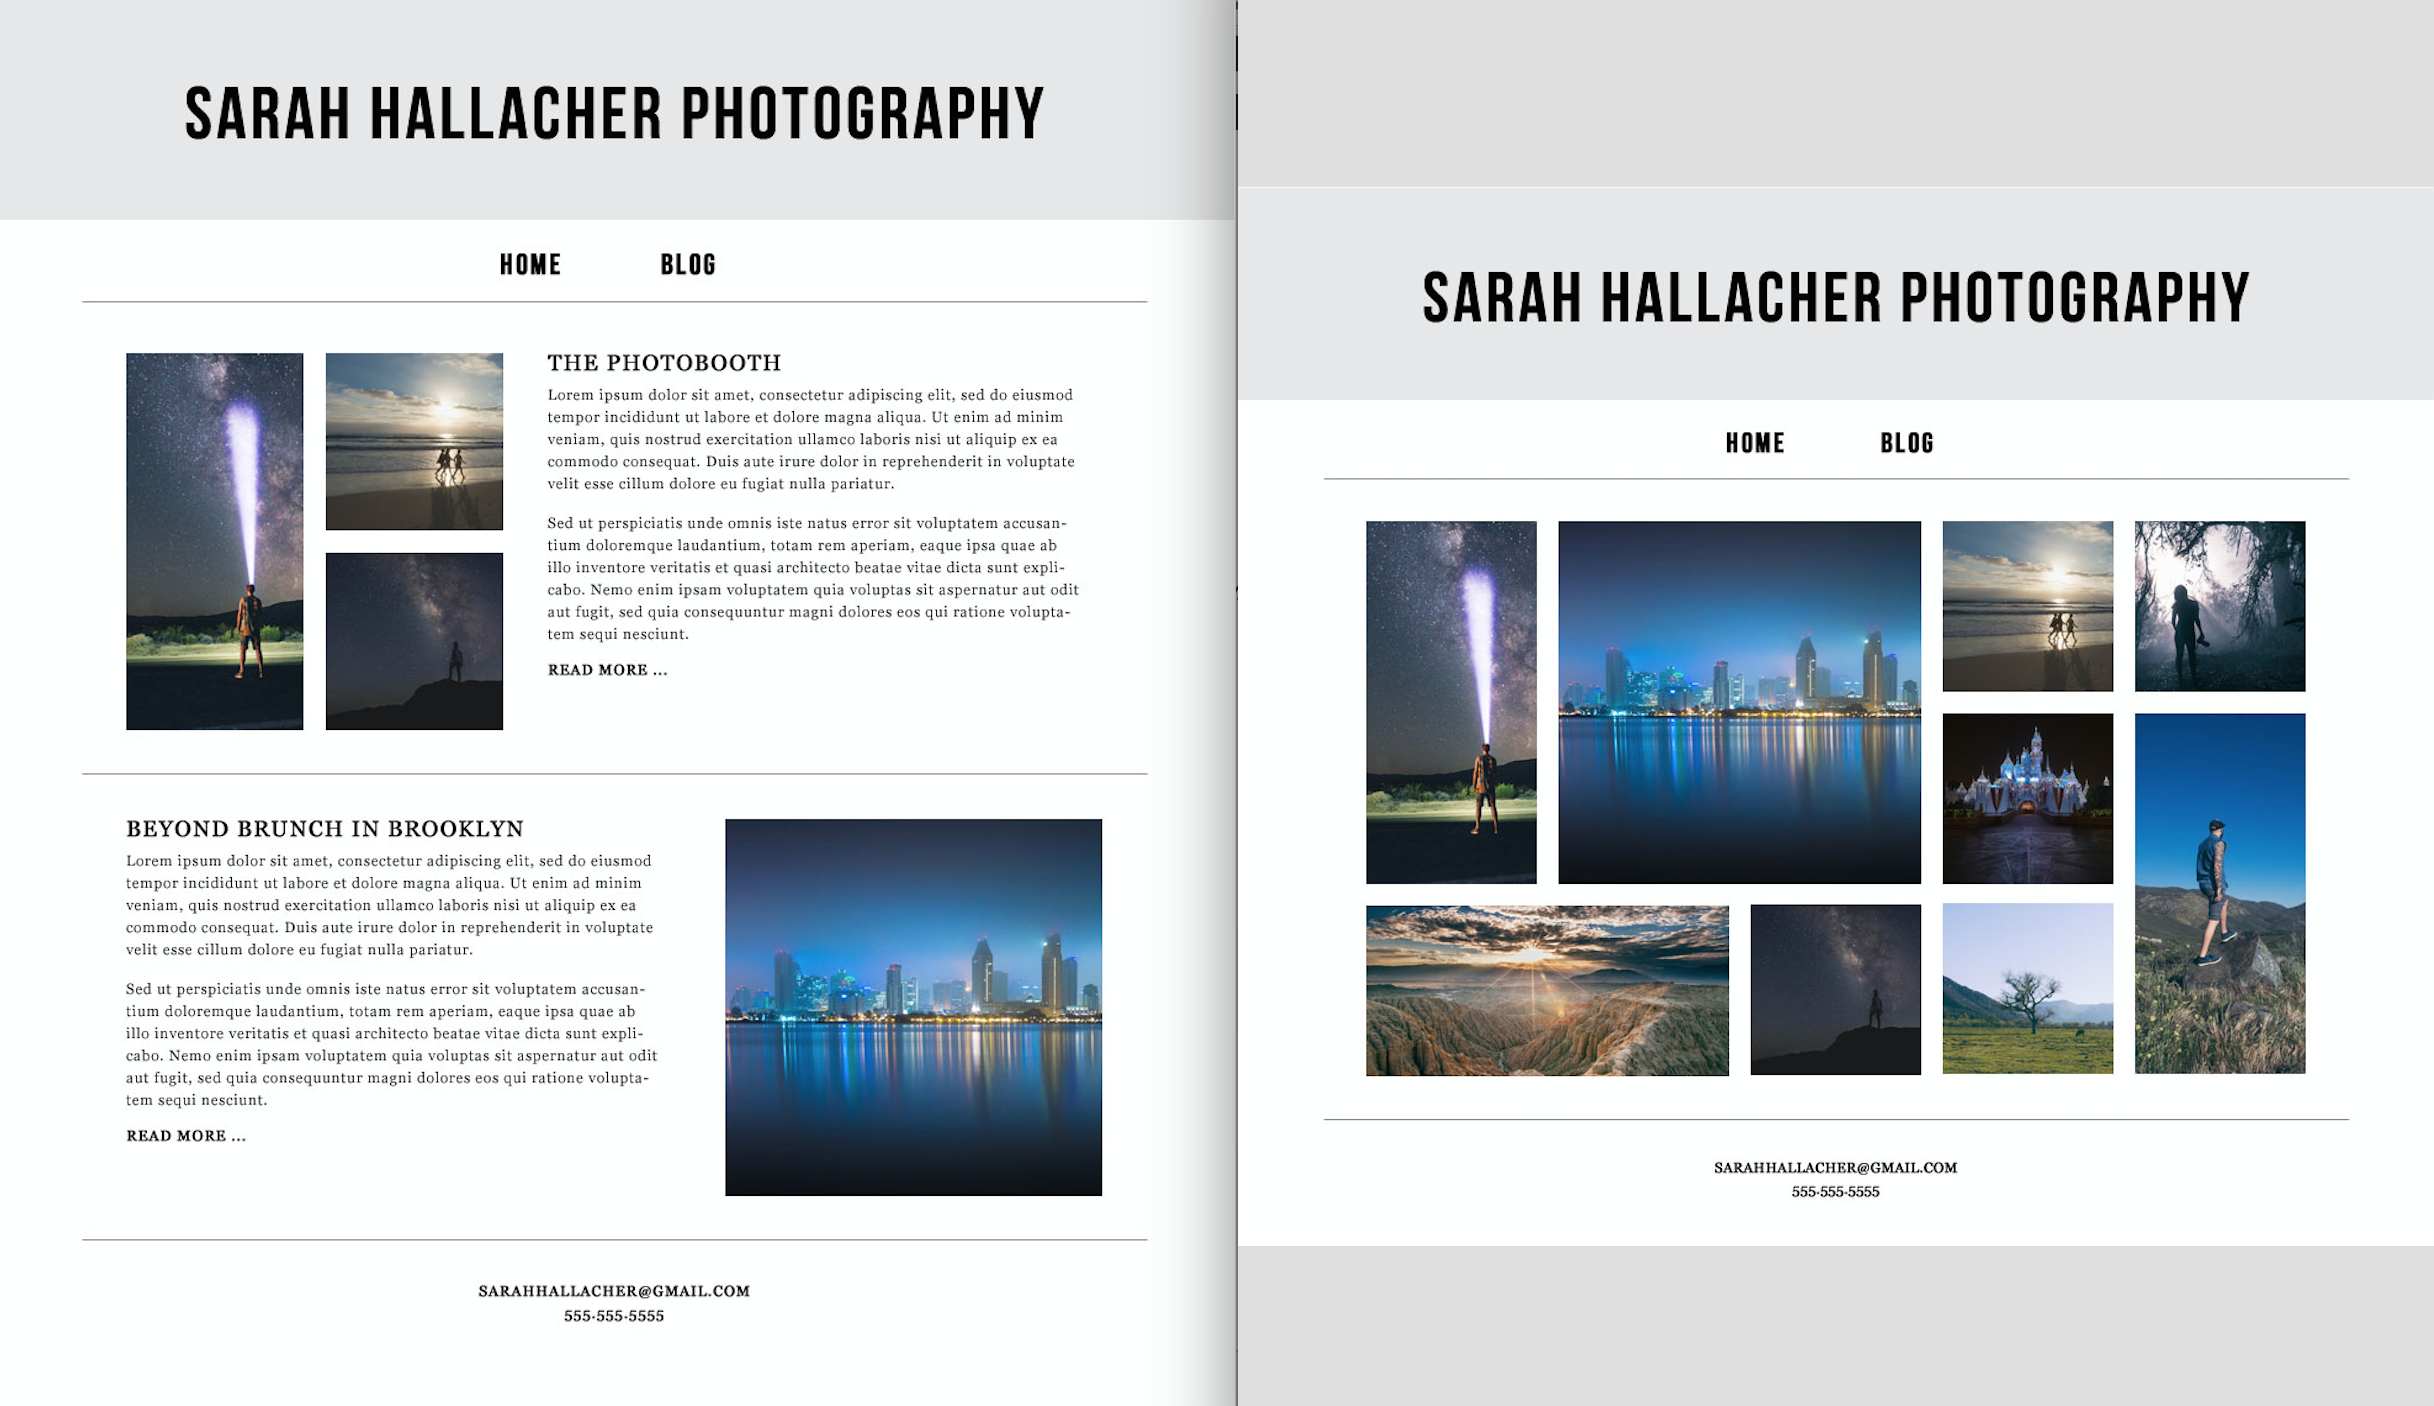 SARAH HALLACHER PHOTOGRAPHY
HOME BLOG
THE PHOTOBOOTH
Lorem ipsum dolor sit amet, consectetur adipiscing elit, sed do eiusmod
tempor incididunt ut labore et dolore magna aliqua. Ut enim ad minim
veniam, quis nostrud exercitation ullamco laboris nisi ut aliquip ex ea
commodo consequat. Duis aute irure dolor in reprehenderit in voluptate
velit esse cillum dolore eu fugiat nulla pariatur.
Sed ut perspiciatis unde omnis iste natus error sit voluptatem accusan-
tium doloremque laudantium, totam rem aperiam, eaque ipsa quae ab
illo inventore veritatis et quasi architecto beatae vitae dicta sunt expli-
cabo. Nemo enim ipsam voluptatem quia voluptas sit aspernatur aut odit
aut fugit, sed quia consequuntur magni dolores eos qui ratione volupta-
tem sequi nesciunt.
READ MORE ...
BEYOND BRUNCH IN BROOKLYN
Lorem ipsum dolor sit amet, consectetur adipiscing elit, sed do eiusmod
tempor incididunt ut labore et dolore magna aliqua. Ut enim ad minim
veniam, quis nostrud exercitation ullamco laboris nisi ut aliquip ex ea
commodo consequat. Duis aute irure dolor in reprehenderit in voluptate
velit esse cillum dolore eu fugiat nulla pariatur.
Sed ut perspiciatis unde omnis iste natus error sit voluptatem accusan-
tium doloremque laudantium, totam rem aperiam, eaque ipsa quae ab
illo inventore veritatis et quasi architecto beatae vitae dicta sunt expli-
cabo. Nemo enim ipsam voluptatem quia voluptas sit aspernatur aut odit
aut fugit, sed quia consequuntur magni dolores eos qui ratione volupta-
tem sequi nesciunt.
READ MORE ...
SARAHHALLACHER@GMAIL.COM
555-555-5555
SARAH HALLACHER PHOTOGRAPHY
HOME BLOG
SARAHHALLACHER@GMAIL.COM
555-555-5555